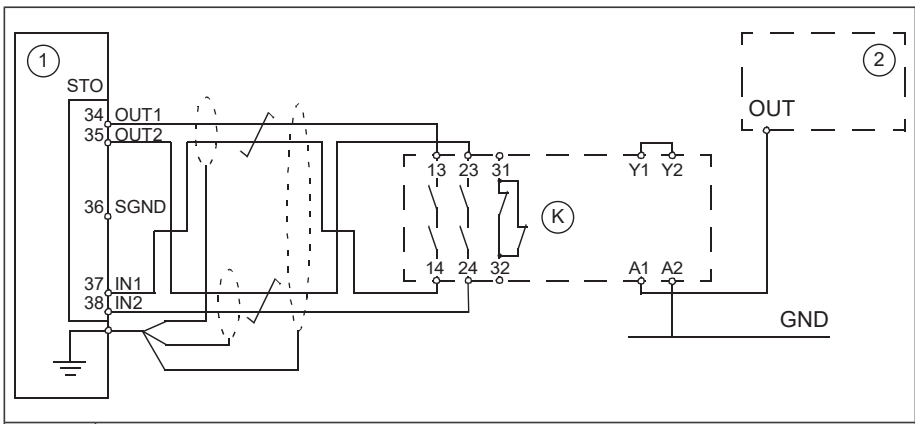 1
2
STO
OUT
34 OUT1
35 OUT2
13 23 31
Y1 Y2
36 SGND
K
14 24 32
A1 A2
37 IN1
38 IN2
GND